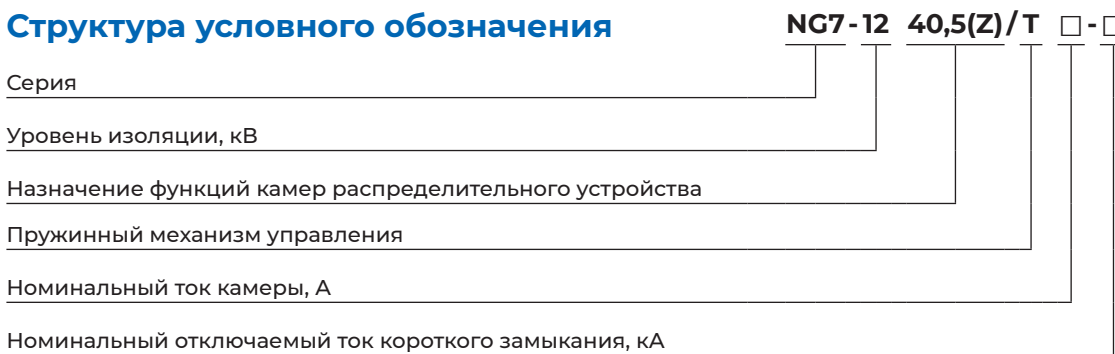 Структура условного обозначения NG7-12 40,5(Z)/T □-□
Серия
Уровень изоляции, кВ
Назначение функций камер распределительного устройства
Пружинный механизм управления
Номинальный ток камеры, А
Номинальный отключаемый ток короткого замыкания, кА